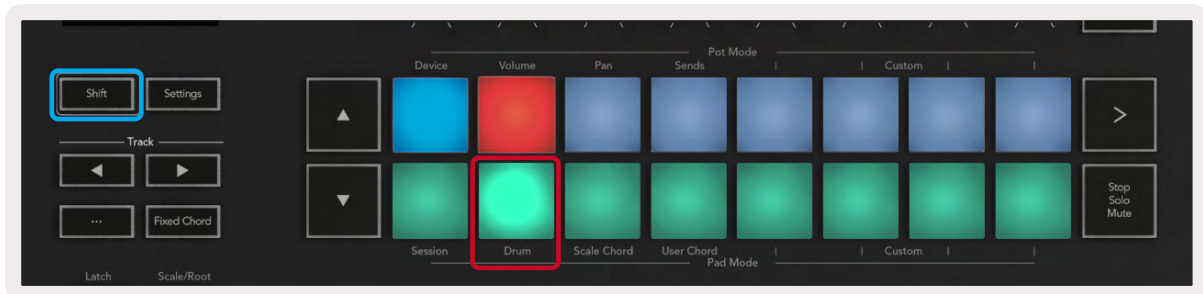 Pot Mode
Device Volume Pan Sends | | Custom | |
Shift Settings
Track
... Fixed Chord
Stop
Solo
Mute
Session Drum Scale Chord User Chord | | Custom | |
Pad Mode
Latch Scale/Root